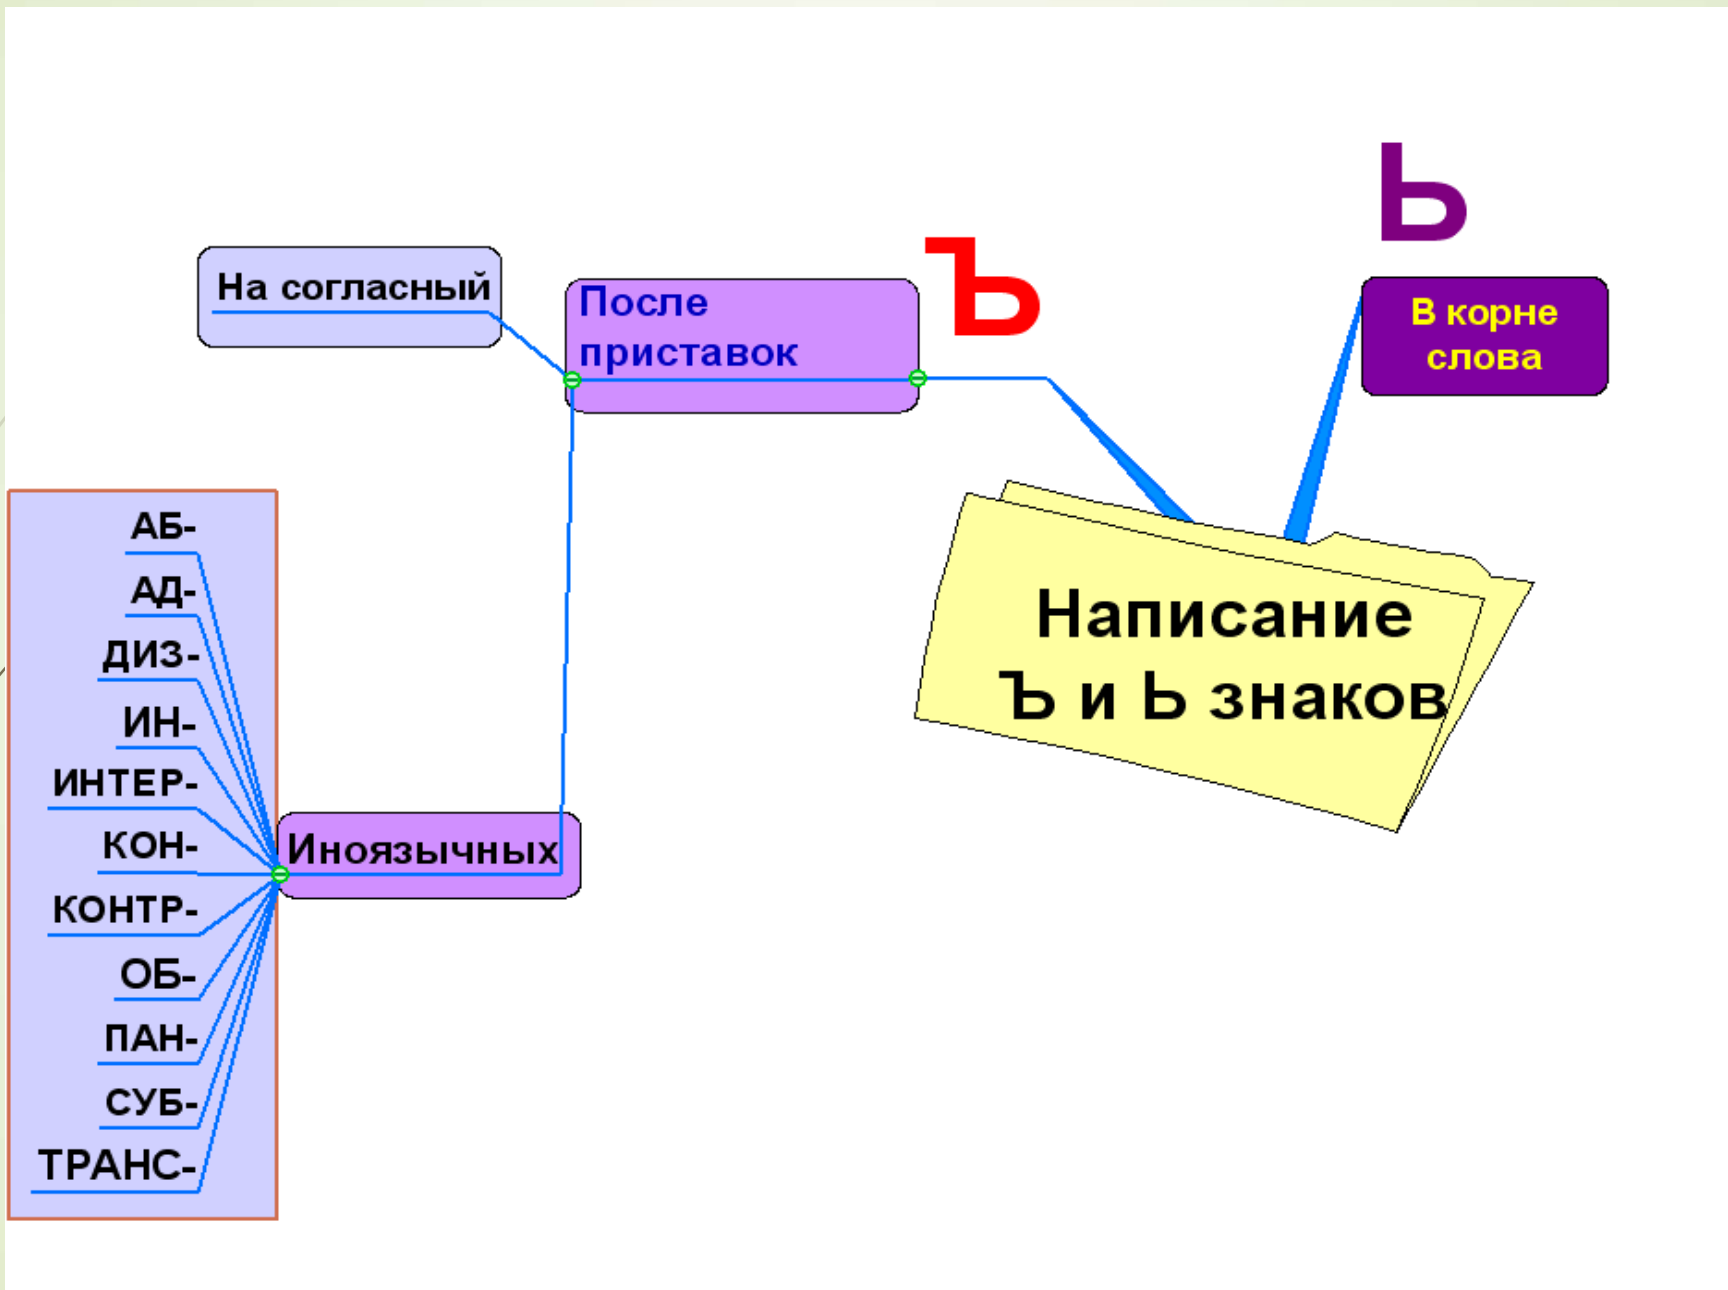 Ь
Ъ
На согласный
После
приставок
В корне
слова
Написание
Ъ и Ь знаков
АБ-
АД-
ДИЗ-
ИН-
ИНТЕР-
КОН-
КОНТР-
ОБ-
ПАН-
СУБ-
ТРАНС-
Иноязычных